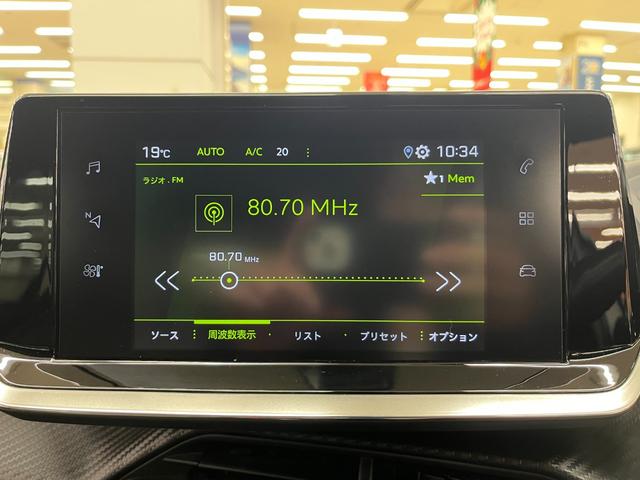 19℃ AUTO A/C 20 10:34
ラジオ . FM
★1 Mem
80.70 MHz
80.70 MHz
N
ソース 周波数表示 リスト プリセット オプション